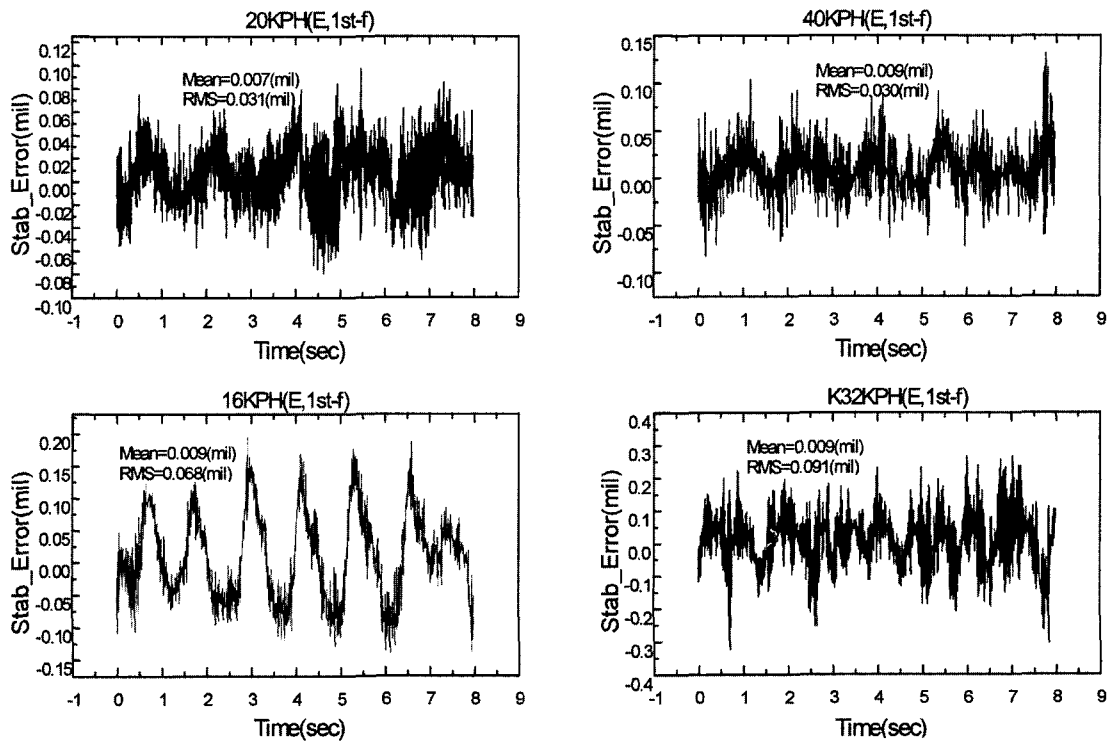 20KPH(E,1st-f)
0.12
0.10
0.08
0.06
0.04
0.02
0.00
-0.02
-0.04
-0.06
-0.08
-0.10
Stab_Error(mil)
Mean=0.007(mil)
RMS=0.031(mil)
-1 0 1 2 3 4 5 6 7 8 9
Time(sec)
40KPH(E,1st-f)
0.15
0.10
0.05
0.00
-0.05
-0.10
Stab_Error(mil)
Mean=0.009(mil)
RMS=0.030(mil)
-1 0 1 2 3 4 5 6 7 8 9
Time(sec)
16KPH(E,1st-f)
0.20
0.15
0.10
0.05
0.00
-0.05
-0.10
-0.15
Stab_Error(mil)
Mean=0.009(mil)
RMS=0.068(mil)
-1 0 1 2 3 4 5 6 7 8 9
Time(sec)
K32KPH(E,1st-f)
0.4
0.3
0.2
0.1
0.0
-0.1
-0.2
-0.3
-0.4
Stab_Error(mil)
Mean=0.009(mil)
RMS=0.091(mil)
-1 0 1 2 3 4 5 6 7 8 9
Time(sec)